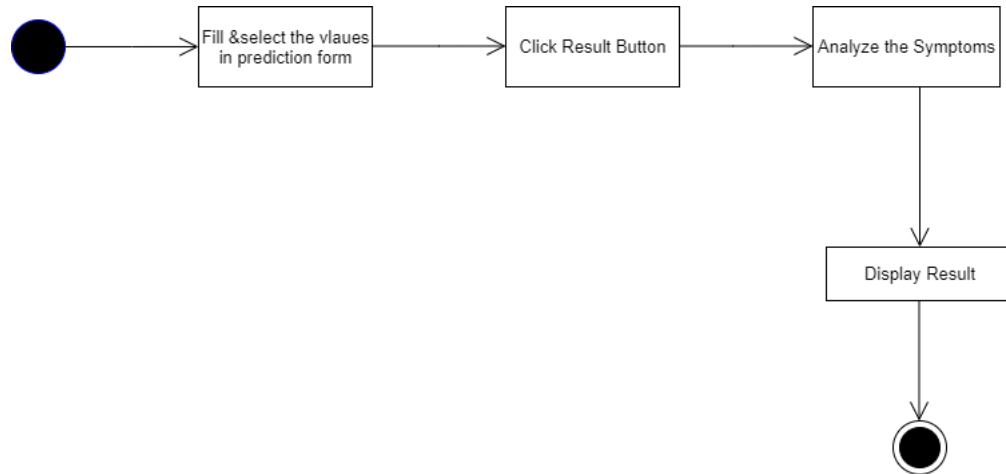 Fill &select the vlaues
in prediction form
Click Result Button
Analyze the Symptoms
Display Result